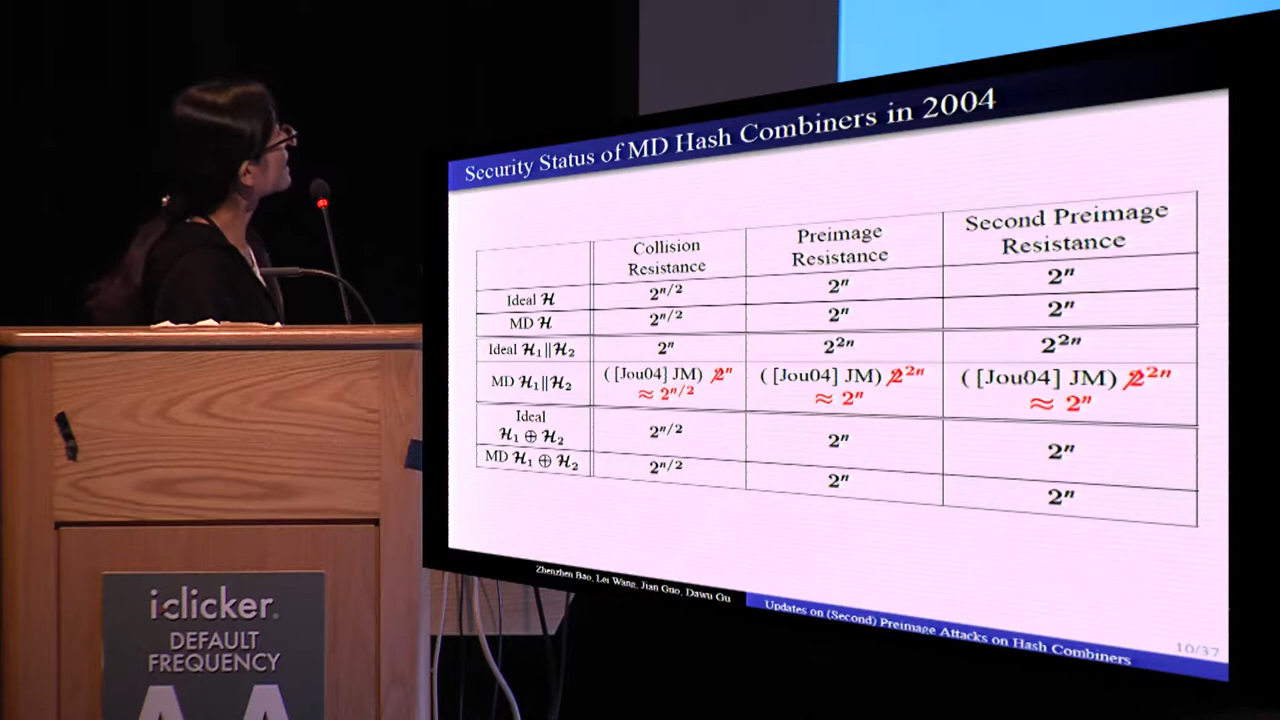 Security Status of MD Hash Combiners in 2004
Collision Resistance
Preimage Resistance
Second Preimage Resistance
Ideal 𝓗 2^{n/2} 2^n 2^n
MD 𝓗 2^{n/2} 2^n 2^n
Ideal 𝓗₁∥𝓗₂ 2^n 2^{2n} 2^{2n}
MD 𝓗₁∥𝓗₂ ( [Jou04] JM) 2^n ≈ 2^{n/2} ( [Jou04] JM) 2^{2n} ≈ 2^n ( [Jou04] JM) 2^{2n} ≈ 2^n
Ideal 𝓗₁ ⊕ 𝓗₂ 2^{n/2} 2^n 2^n
MD 𝓗₁ ⊕ 𝓗₂ 2^{n/2} 2^n 2^n
Zhenzhen Bao, Lei Wang, Jian Guo, Dawu Gu
Updates on (Second) Preimage Attacks on Hash Combiners
10/37
iclicker.
DEFAULT
FREQUENCY
AA